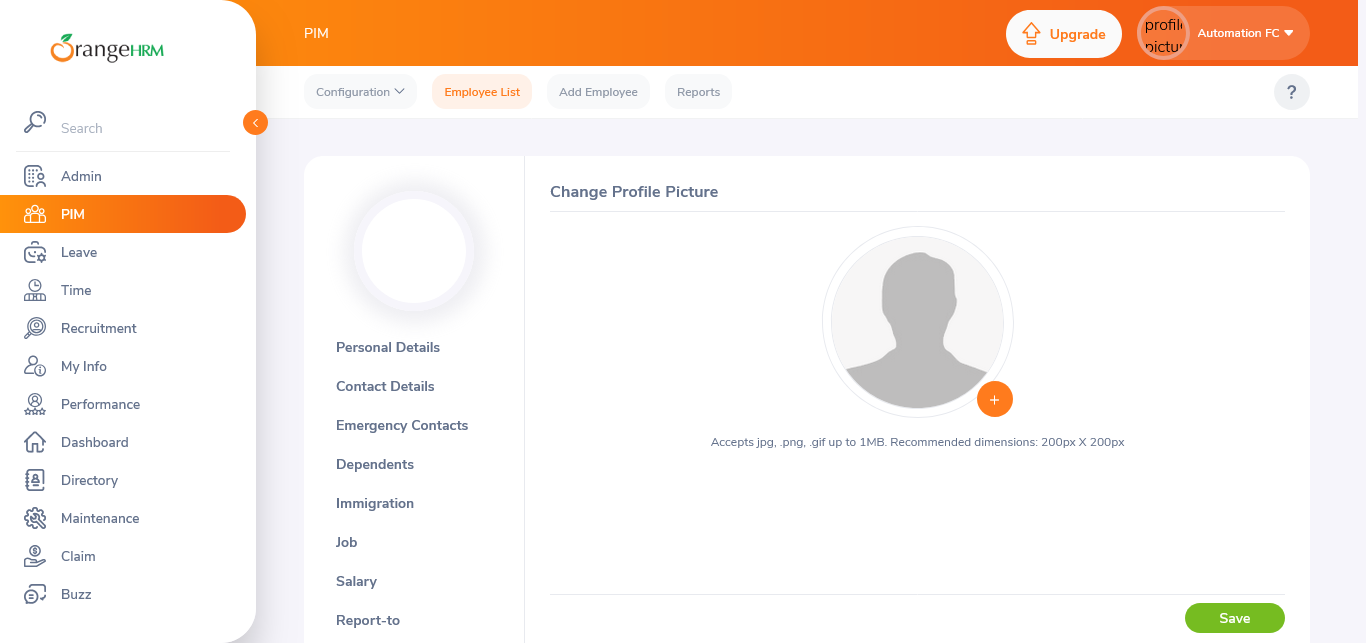 OrangeHRM
PIM
Upgrade
profile
picture
Automation FC
Configuration
Employee List
Add Employee
Reports
?
Search
Admin
PIM
Leave
Time
Recruitment
My Info
Performance
Dashboard
Directory
Maintenance
Claim
Buzz
Personal Details
Contact Details
Emergency Contacts
Dependents
Immigration
Job
Salary
Report-to
Change Profile Picture
+
Accepts jpg, .png, .gif up to 1MB. Recommended dimensions: 200px X 200px
Save